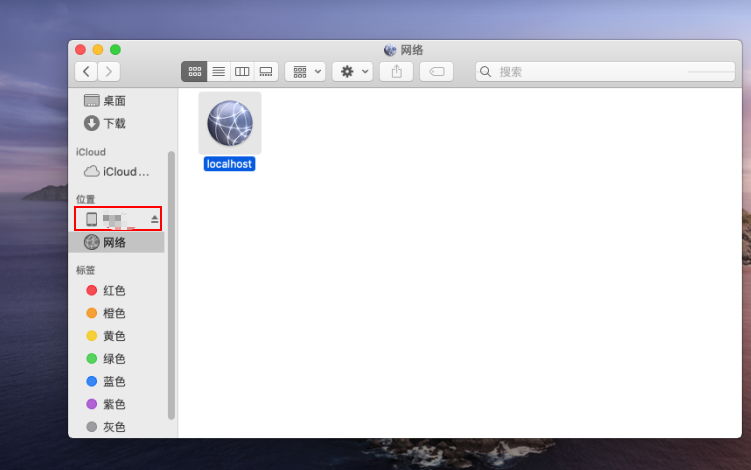 网络
搜索
桌面
下载
iCloud
iCloud...
位置
网络
标签
红色
橙色
黄色
绿色
蓝色
紫色
灰色
localhost